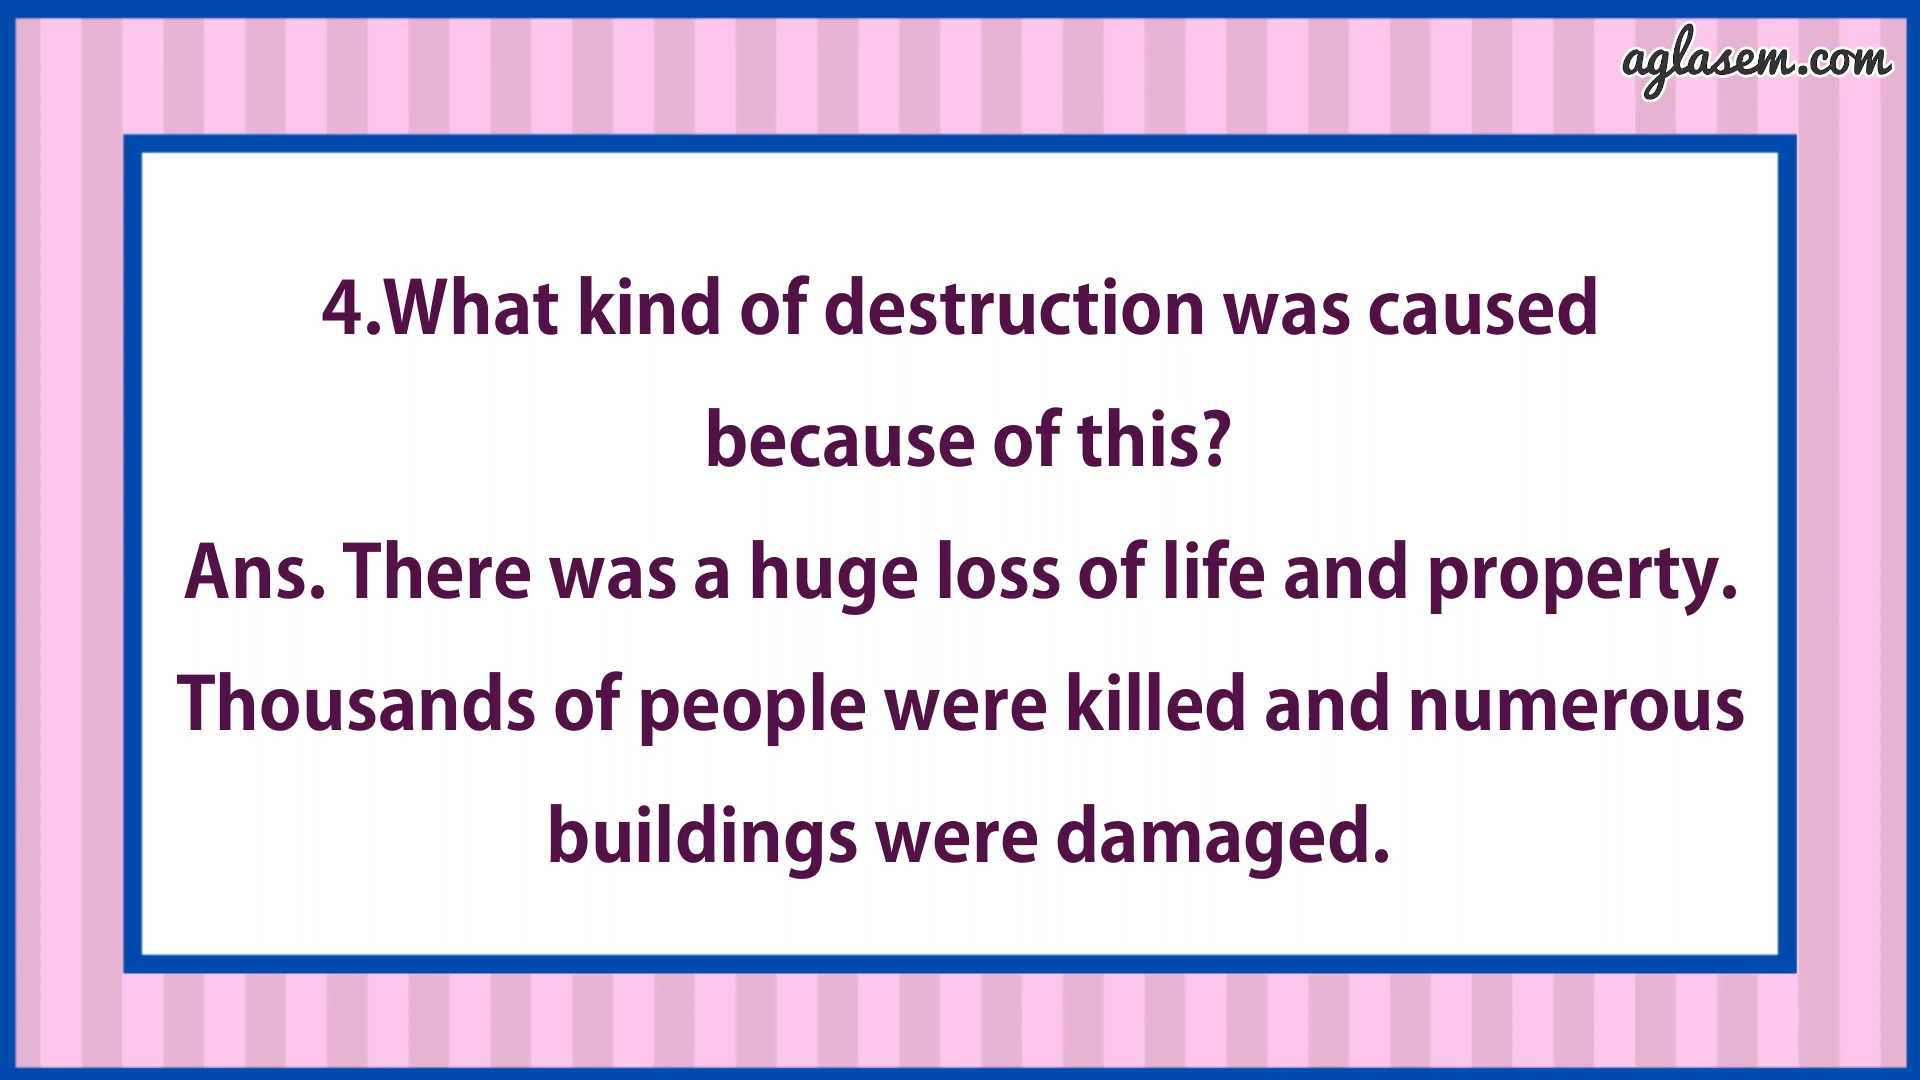 aglasem.com
4.What kind of destruction was caused
because of this?
Ans. There was a huge loss of life and property.
Thousands of people were killed and numerous
buildings were damaged.